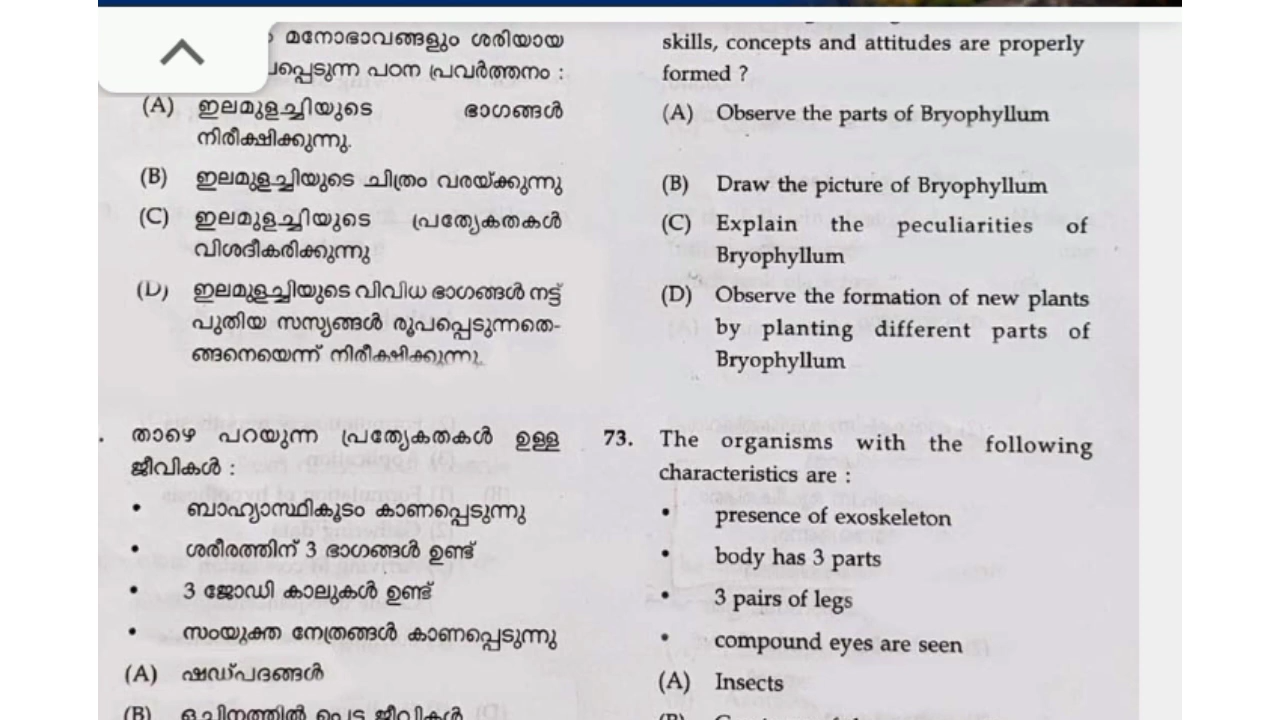 മനോഭാവങ്ങളും ശരിയായ
പ്പെടുന്ന പഠന പ്രവർത്തനം :
(A) ഇലമുളച്ചിയുടെ ഭാഗങ്ങൾ
നിരീക്ഷിക്കുന്നു.
(B) ഇലമുളച്ചിയുടെ ചിത്രം വരയ്ക്കുന്നു
(C) ഇലമുളച്ചിയുടെ പ്രത്യേകതകൾ
വിശദീകരിക്കുന്നു
(D) ഇലമുളച്ചിയുടെ വിവിധ ഭാഗങ്ങൾ നട്ട്
പുതിയ സസ്യങ്ങൾ രൂപപ്പെടുന്നതെ-
ങ്ങനെയെന്ന് നിരീക്ഷിക്കുന്നു.
. താഴെ പറയുന്ന പ്രത്യേകതകൾ ഉള്ള
ജീവികൾ :
• ബാഹ്യാസ്ഥികൂടം കാണപ്പെടുന്നു
• ശരീരത്തിന് 3 ഭാഗങ്ങൾ ഉണ്ട്
• 3 ജോഡി കാലുകൾ ഉണ്ട്
• സംയുക്ത നേത്രങ്ങൾ കാണപ്പെടുന്നു
(A) ഷഡ്പദങ്ങൾ
(B) ഒച്ചിനത്തിൽ പെട്ട ജീവികൾ
skills, concepts and attitudes are properly
formed ?
(A) Observe the parts of Bryophyllum
(B) Draw the picture of Bryophyllum
(C) Explain the peculiarities of
Bryophyllum
(D) Observe the formation of new plants
by planting different parts of
Bryophyllum
73. The organisms with the following
characteristics are :
• presence of exoskeleton
• body has 3 parts
• 3 pairs of legs
• compound eyes are seen
(A) Insects